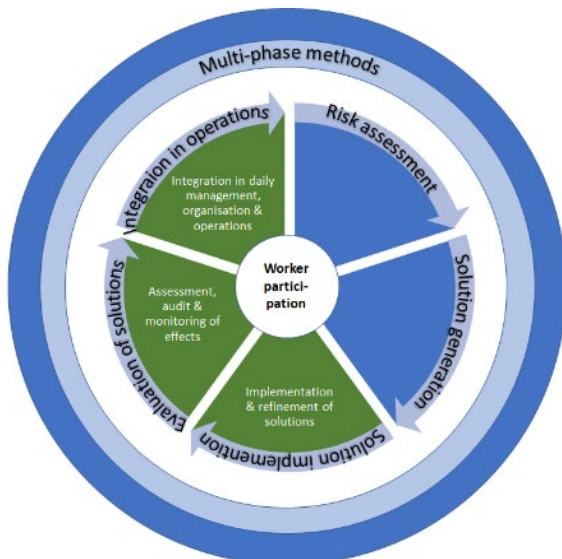 Multi-phase methods
Risk assessment
Solution generation
Solution implemention
Evaluation of solutions
Integraion in operations
Integration in daily
management,
organisation &
operations
Assessment,
audit &
monitoring of
effects
Implementation
& refinement of
solutions
Worker
partici-
pation